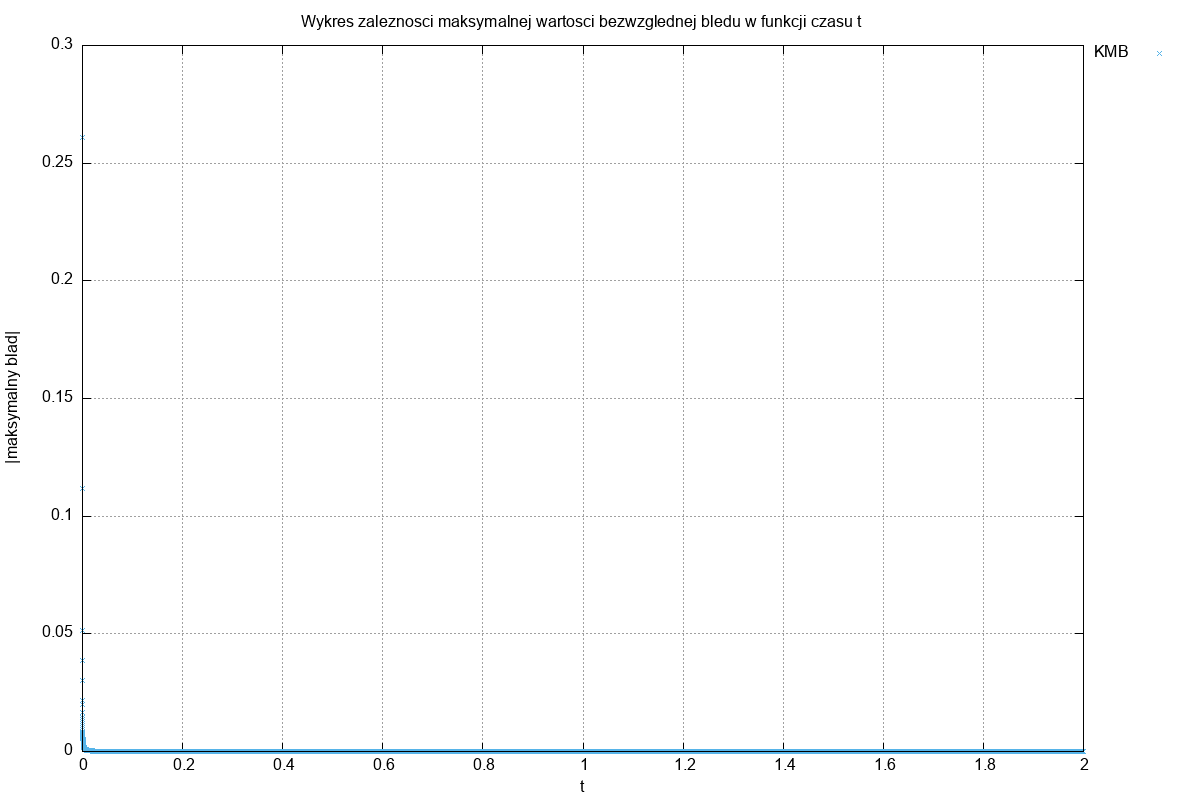 Wykres zaleznosci maksymalnej wartosci bezwzglednej bledu w funkcji czasu t
KMB
0.3
0.25
0.2
0.15
0.1
0.05
0
|maksymalny blad|
0 0.2 0.4 0.6 0.8 1 1.2 1.4 1.6 1.8 2
t